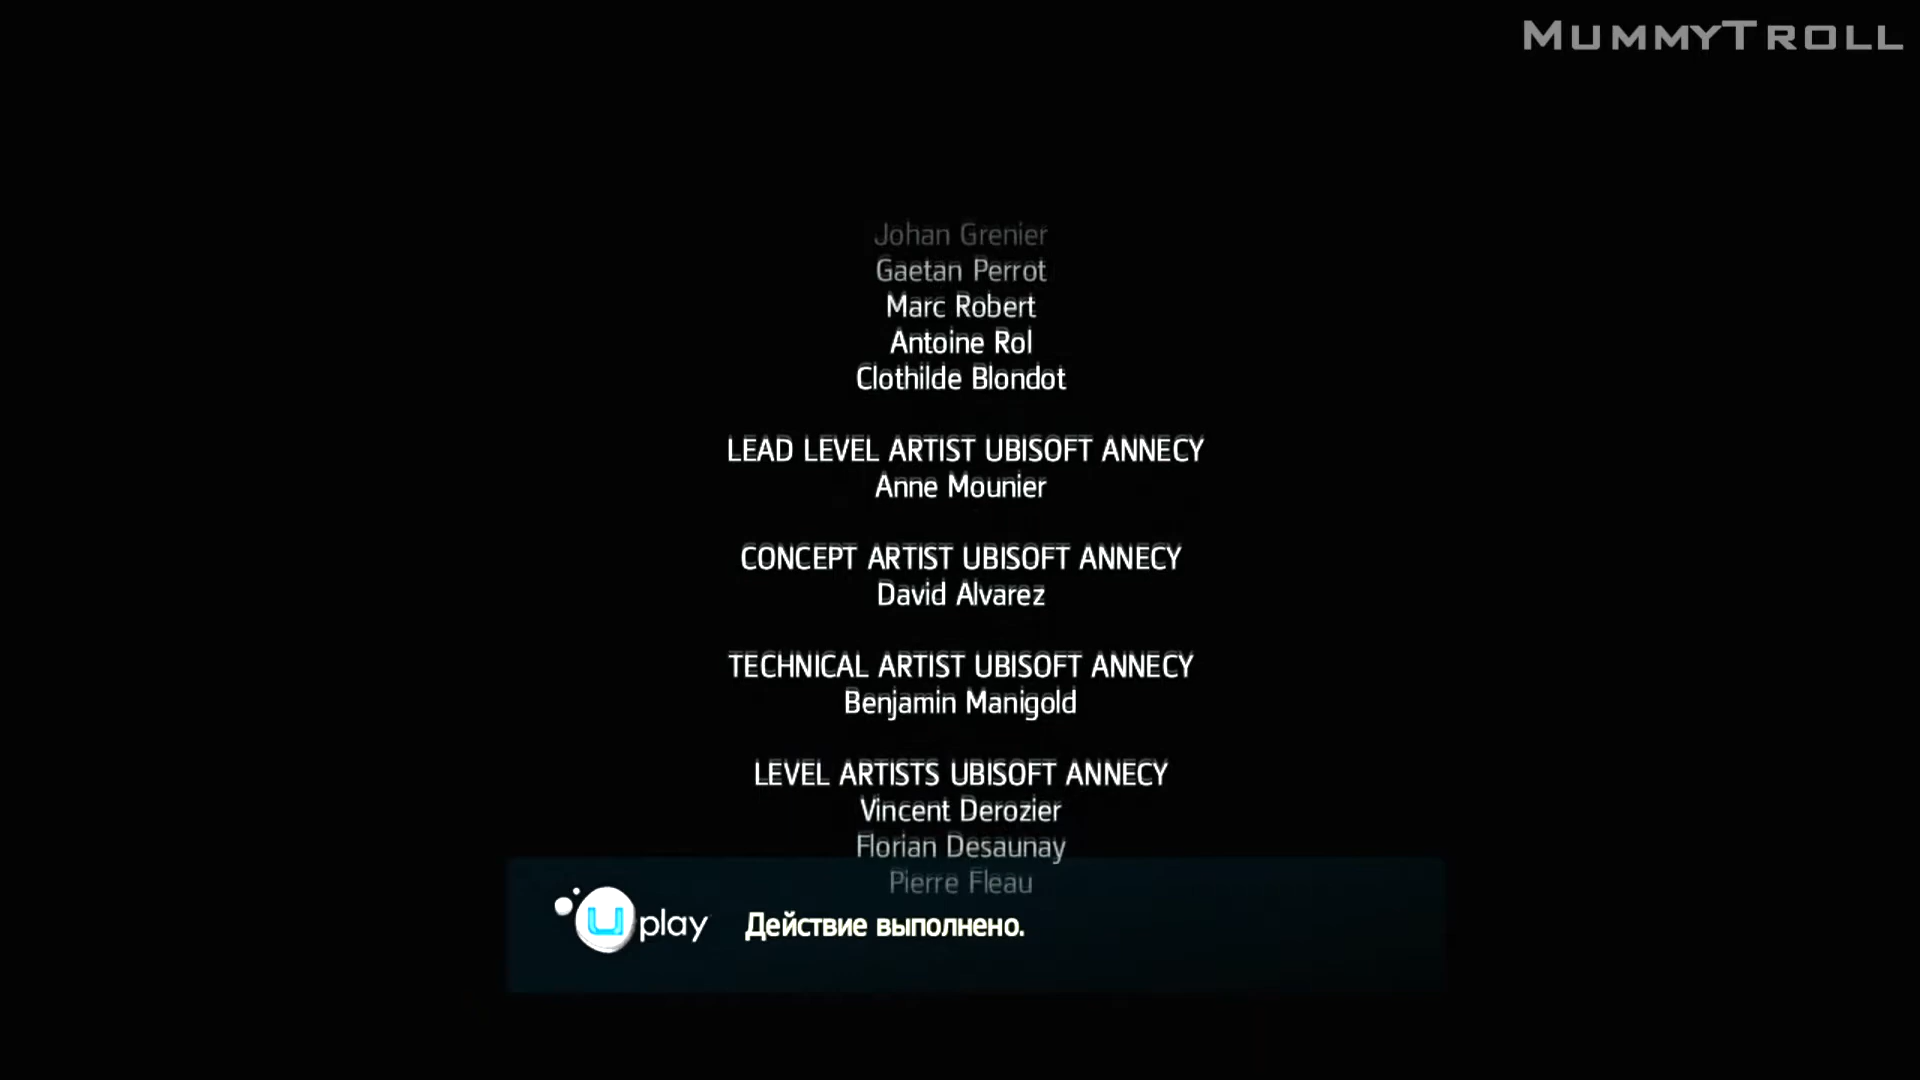 MUMMYTROLL
Johan Grenier
Gaetan Perrot
Marc Robert
Antoine Rol
Clothilde Blondot
LEAD LEVEL ARTIST UBISOFT ANNECY
Anne Mounier
CONCEPT ARTIST UBISOFT ANNECY
David Alvarez
TECHNICAL ARTIST UBISOFT ANNECY
Benjamin Manigold
LEVEL ARTISTS UBISOFT ANNECY
Vincent Derozier
Florian Desaunay
Pierre Fleau
Uplay Действие выполнено.